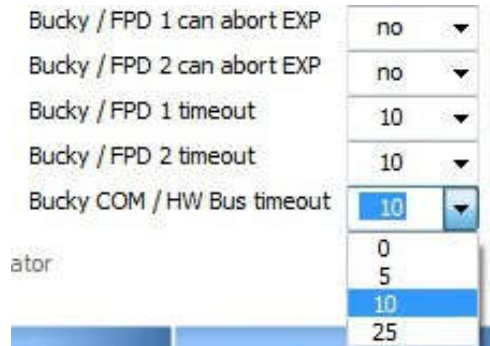 Bucky / FPD 1 can abort EXP no
Bucky / FPD 2 can abort EXP no
Bucky / FPD 1 timeout 10
Bucky / FPD 2 timeout 10
Bucky COM / HW Bus timeout 10
0
ator
5
10
25